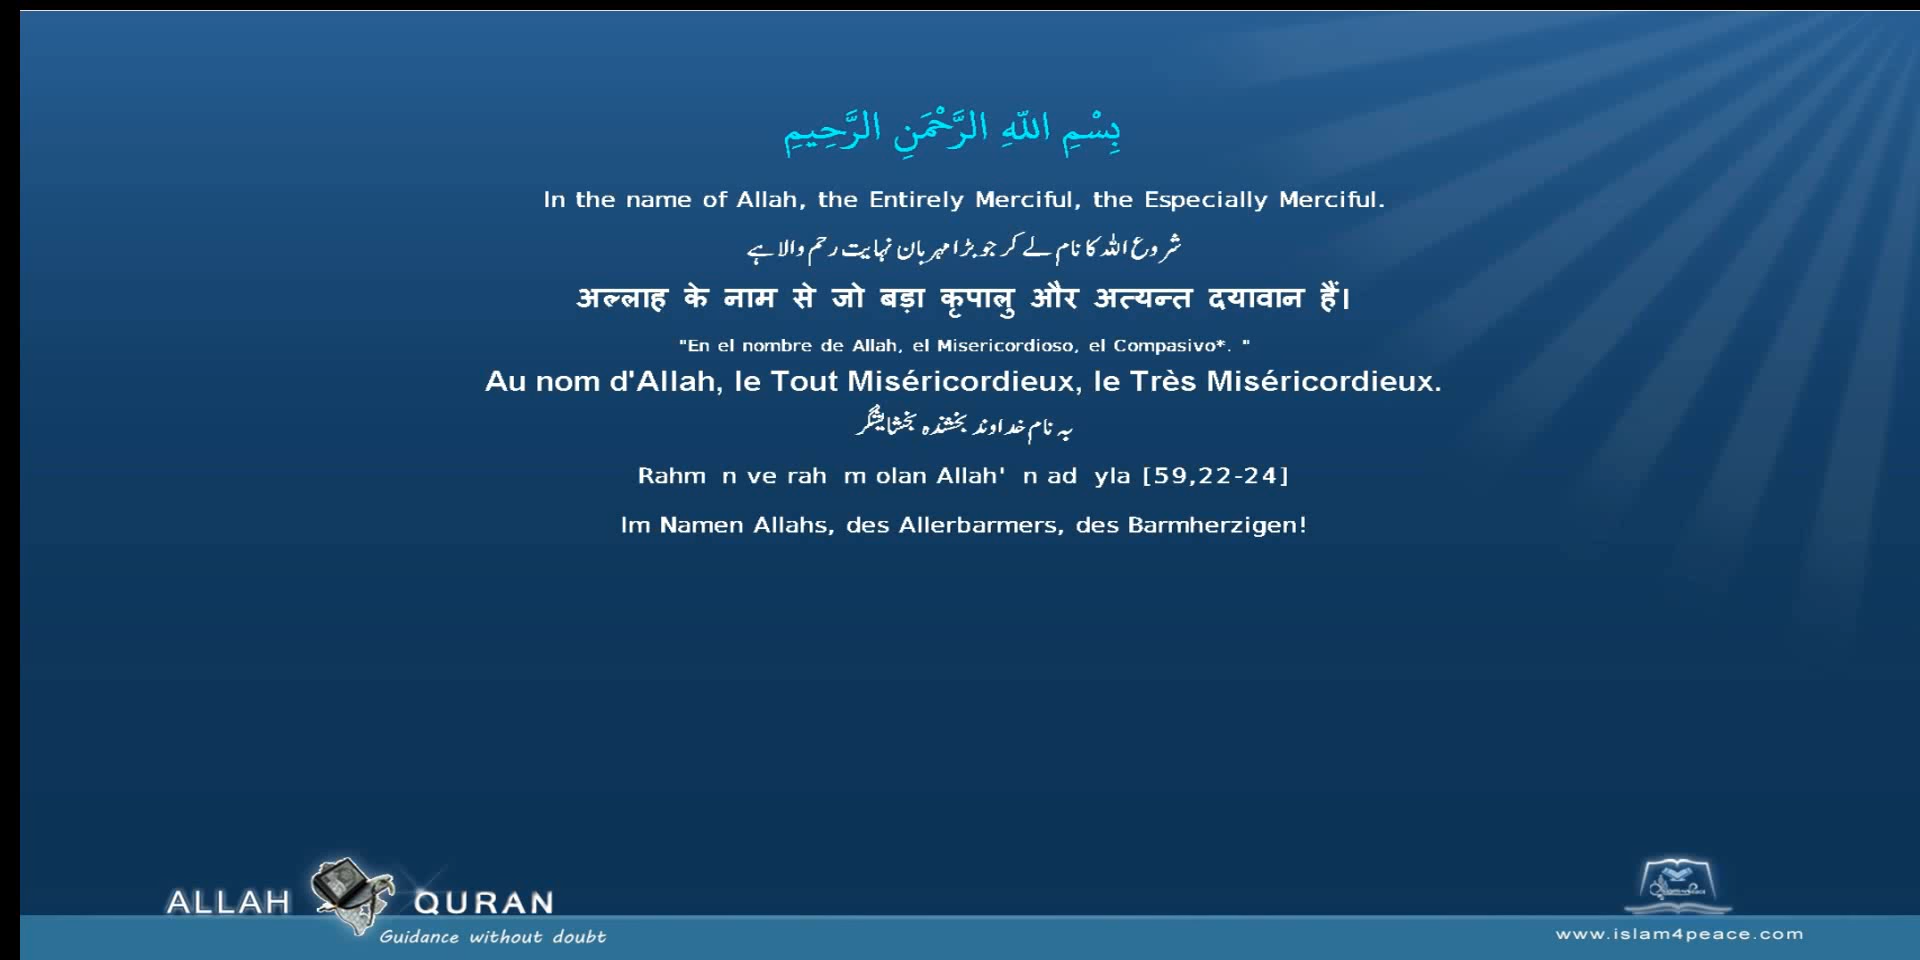 بِسْمِ اللّٰهِ الرَّحْمَنِ الرَّحِيمِ
In the name of Allah, the Entirely Merciful, the Especially Merciful.
شروع الله کا نام لے کر جو بڑا مہربان نہایت رحم والا ہے
अल्लाह के नाम से जो बड़ा कृपालु और अत्यन्त दयावान हैं।
"En el nombre de Allah, el Misericordioso, el Compasivo*. "
Au nom d'Allah, le Tout Miséricordieux, le Très Miséricordieux.
به نام خداوند بخشنده بخشایشگر
Rahm n ve rah m olan Allah' n ad yla [59,22-24]
Im Namen Allahs, des Allerbarmers, des Barmherzigen!
ALLAH QURAN
Guidance without doubt
www.islam4peace.com